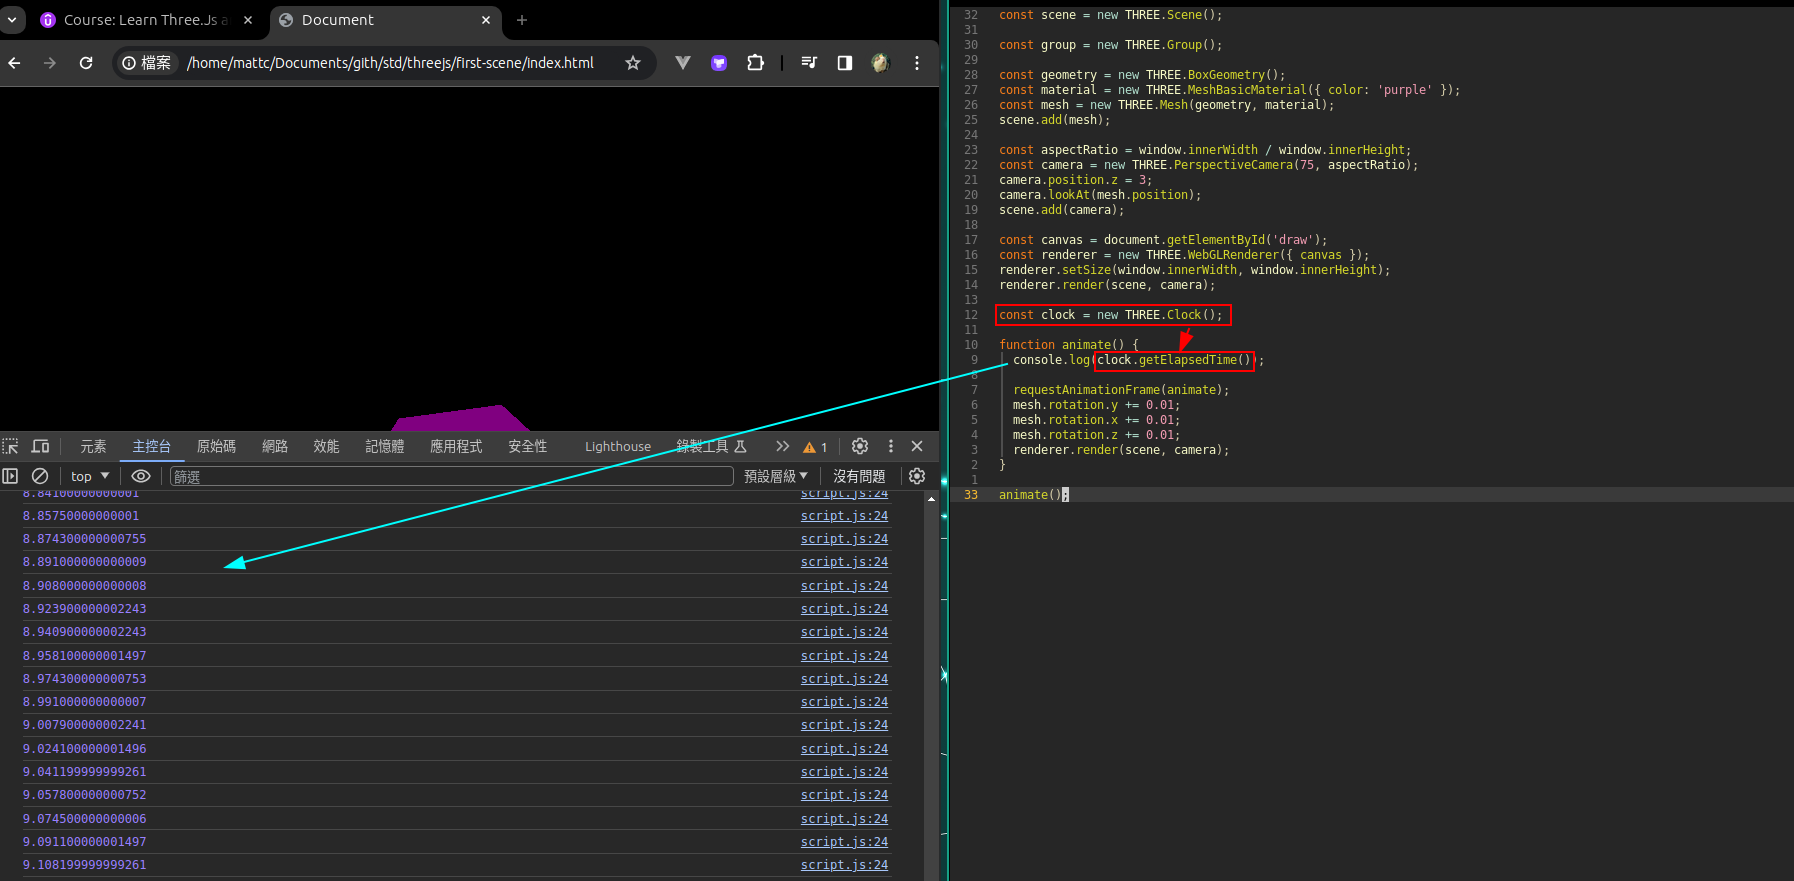 Course: Learn Three.Js a
Document
檔案
/home/mattc/Documents/gith/std/threejs/first-scene/index.html
元素
主控台
原始碼
網路
效能
記憶體
應用程式
安全性
Lighthouse
錄製工具
1
top
篩選
預設層級
沒有問題
8.84100000000001 script.js:24
8.85750000000001 script.js:24
8.874300000000755 script.js:24
8.891000000000009 script.js:24
8.908000000000008 script.js:24
8.923900000002243 script.js:24
8.940900000002243 script.js:24
8.958100000001497 script.js:24
8.974300000000753 script.js:24
8.991000000000007 script.js:24
9.007900000002241 script.js:24
9.024100000001496 script.js:24
9.041199999999261 script.js:24
9.057800000000752 script.js:24
9.074500000000006 script.js:24
9.091100000001497 script.js:24
9.108199999999261 script.js:24
32 const scene = new THREE.Scene();
31
30 const group = new THREE.Group();
29
28 const geometry = new THREE.BoxGeometry();
27 const material = new THREE.MeshBasicMaterial({ color: 'purple' });
26 const mesh = new THREE.Mesh(geometry, material);
25 scene.add(mesh);
24
23 const aspectRatio = window.innerWidth / window.innerHeight;
22 const camera = new THREE.PerspectiveCamera(75, aspectRatio);
21 camera.position.z = 3;
20 camera.lookAt(mesh.position);
19 scene.add(camera);
18
17 const canvas = document.getElementById('draw');
16 const renderer = new THREE.WebGLRenderer({ canvas });
15 renderer.setSize(window.innerWidth, window.innerHeight);
14 renderer.render(scene, camera);
13
12 const clock = new THREE.Clock();
11
10 function animate() {
9 console.log(clock.getElapsedTime());
8
7 requestAnimationFrame(animate);
6 mesh.rotation.y += 0.01;
5 mesh.rotation.x += 0.01;
4 mesh.rotation.z += 0.01;
3 renderer.render(scene, camera);
2 }
1
33 animate();